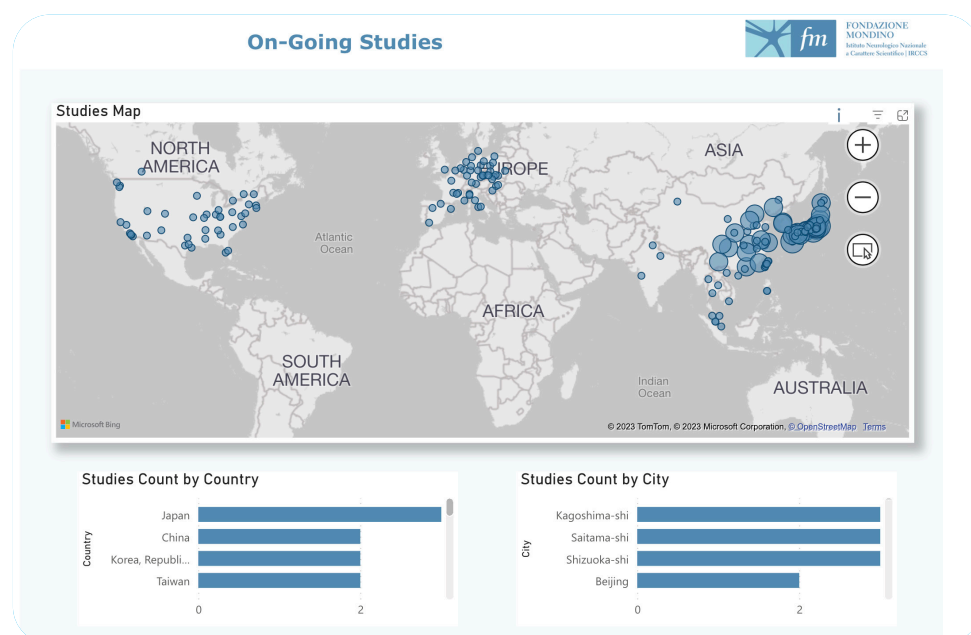 On-Going Studies
fm
FONDAZIONE
MONDINO
Istituto Neurologico Nazionale
a Carattere Scientifico | IRCCS
Studies Map
NORTH
AMERICA
ROPE
ASIA
Atlantic
Ocean
AFRICA
SOUTH
AMERICA
Indian
Ocean
AUSTRALIA
Microsoft Bing
© 2023 TomTom, © 2023 Microsoft Corporation, © OpenStreetMap Terms
Studies Count by Country
Country
Japan
China
Korea, Republi...
Taiwan
0 2
Studies Count by City
City
Kagoshima-shi
Saitama-shi
Shizuoka-shi
Beijing
0 2